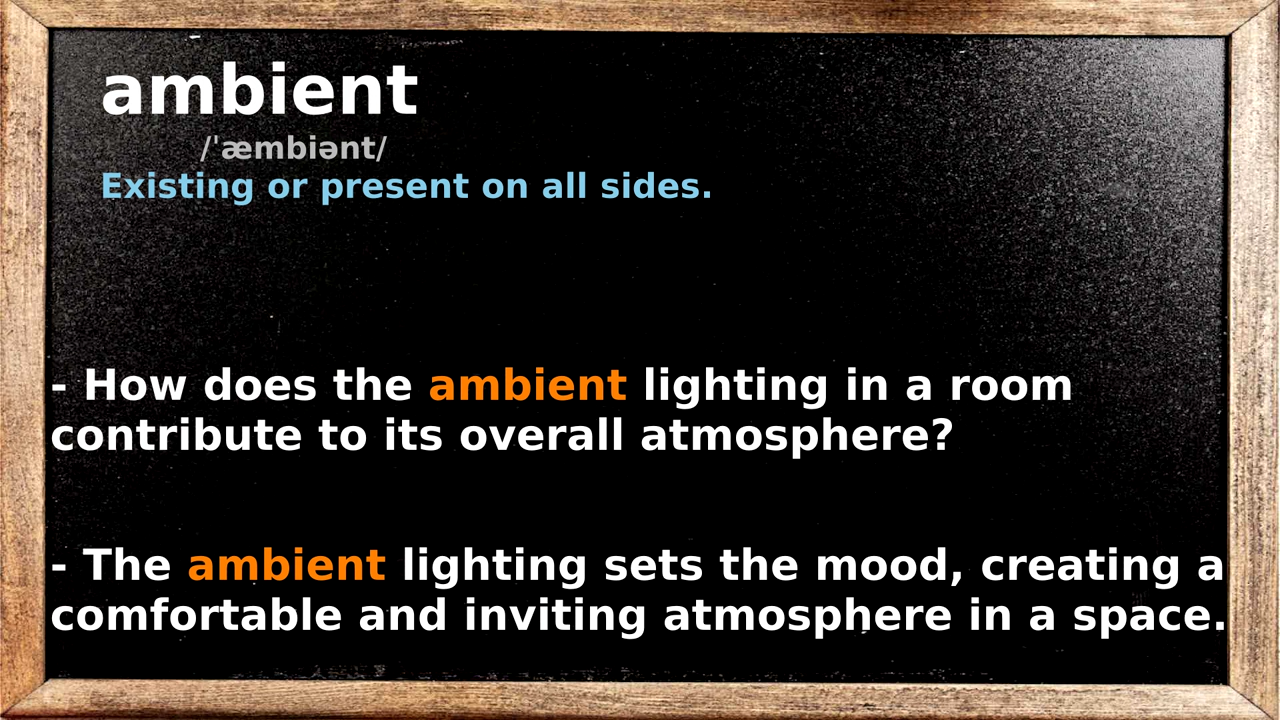 ambient
/ˈæmbiənt/
Existing or present on all sides.
- How does the ambient lighting in a room
contribute to its overall atmosphere?
- The ambient lighting sets the mood, creating a
comfortable and inviting atmosphere in a space.